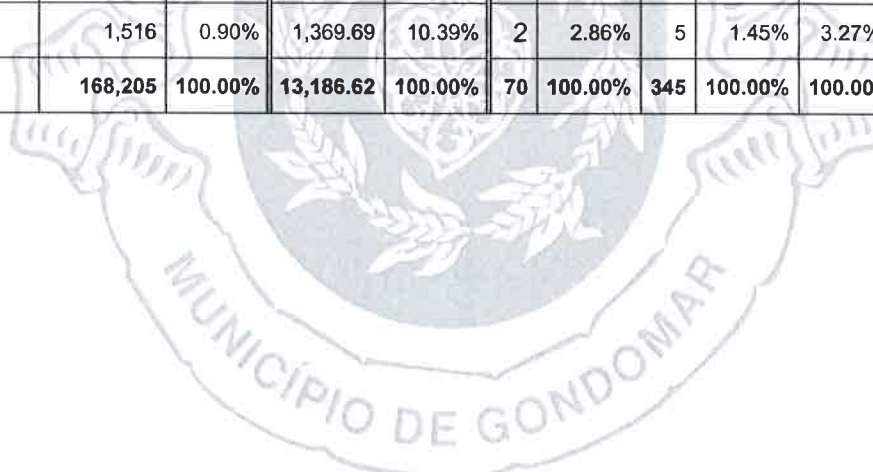 1,516 0.90% 1,369.69 10.39% 2 2.86% 5 1.45% 3.27%
168,205 100.00% 13,186.62 100.00% 70 100.00% 345 100.00% 100.00
MUNICÍPIO DE GONDOMAR